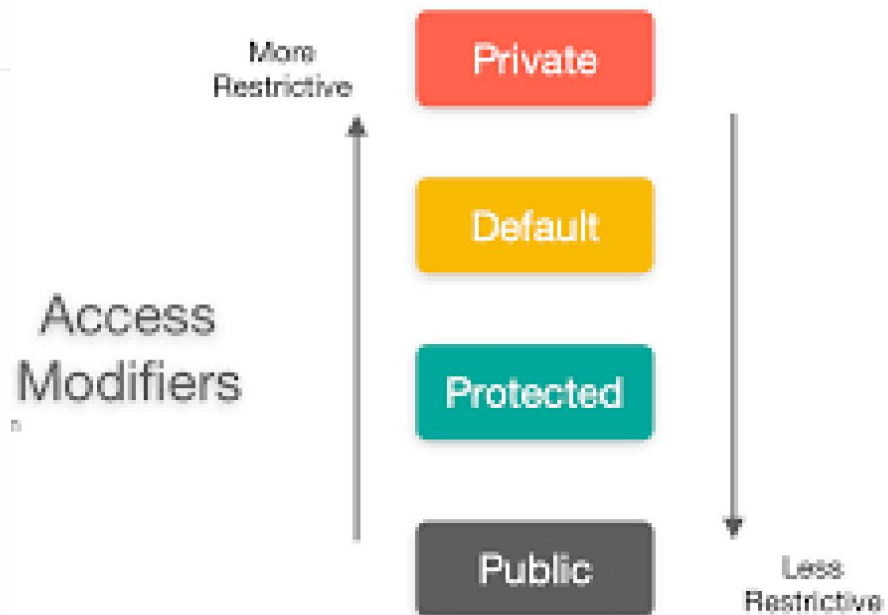 More
Restrictive
Private
Default
Access
Modifiers
Protected
Public
Less
Restrictive